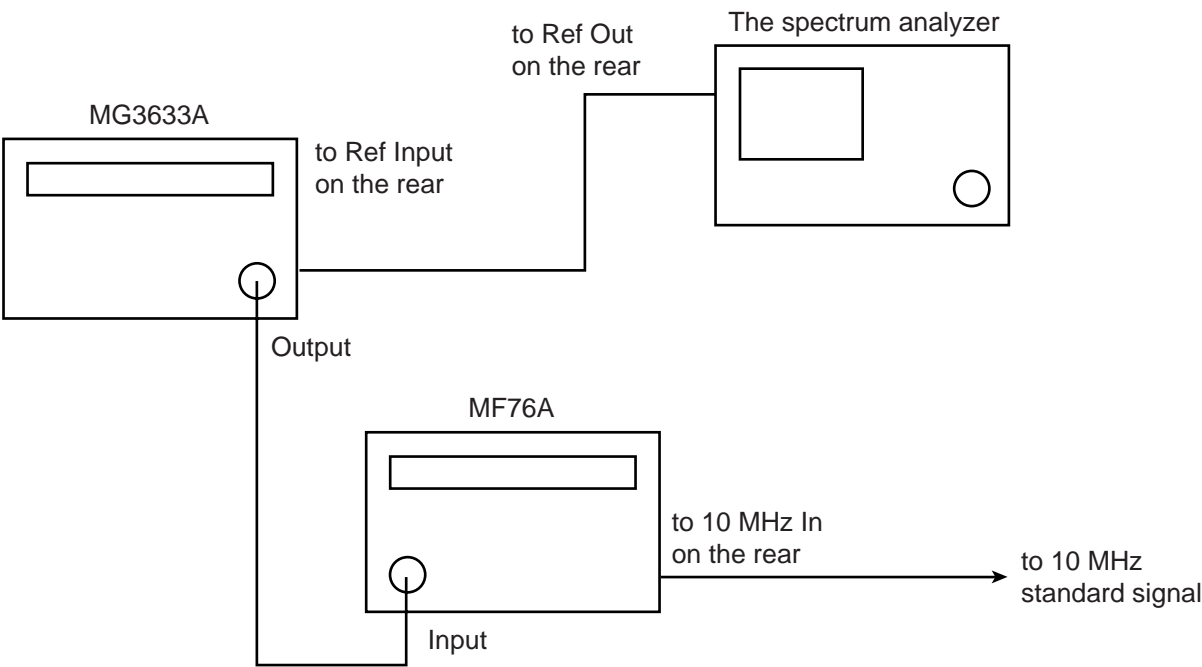 The spectrum analyzer
to Ref Out
on the rear
MG3633A
to Ref Input
on the rear
Output
MF76A
to 10 MHz In
on the rear
to 10 MHz
standard signal
Input